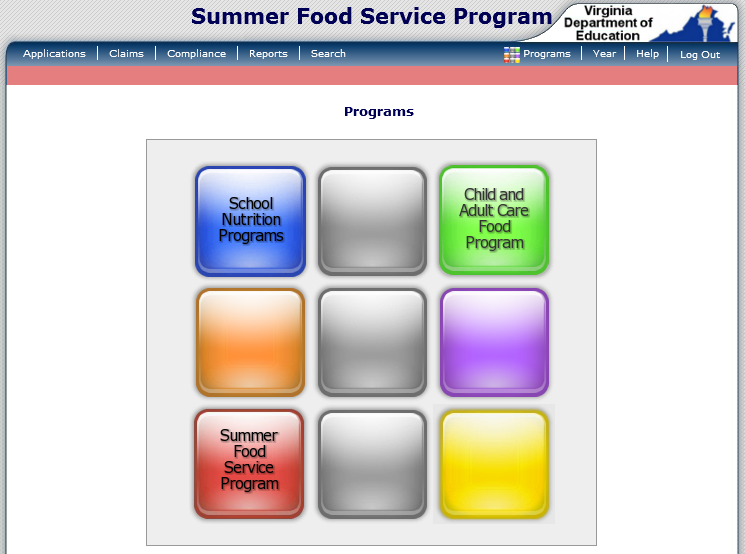 Summer Food Service Program
Virginia
Department of
Education
Applications Claims Compliance Reports Search Programs Year Help Log Out
Programs
School
Nutrition
Programs
Child and
Adult Care
Food
Program
Summer
Food
Service
Program